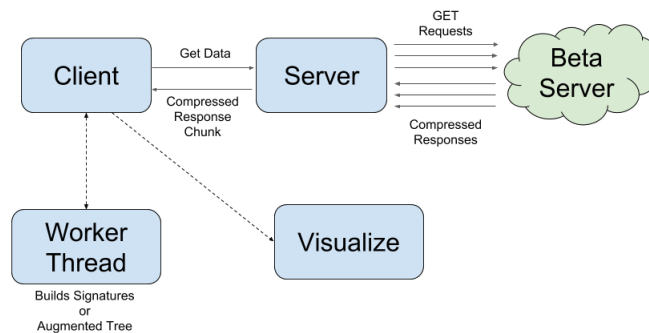 GET
Requests
Client
Get Data
Server
Beta
Server
Compressed
Response
Chunk
Compressed
Responses
Worker
Thread
Visualize
Builds Signatures
or
Augmented Tree